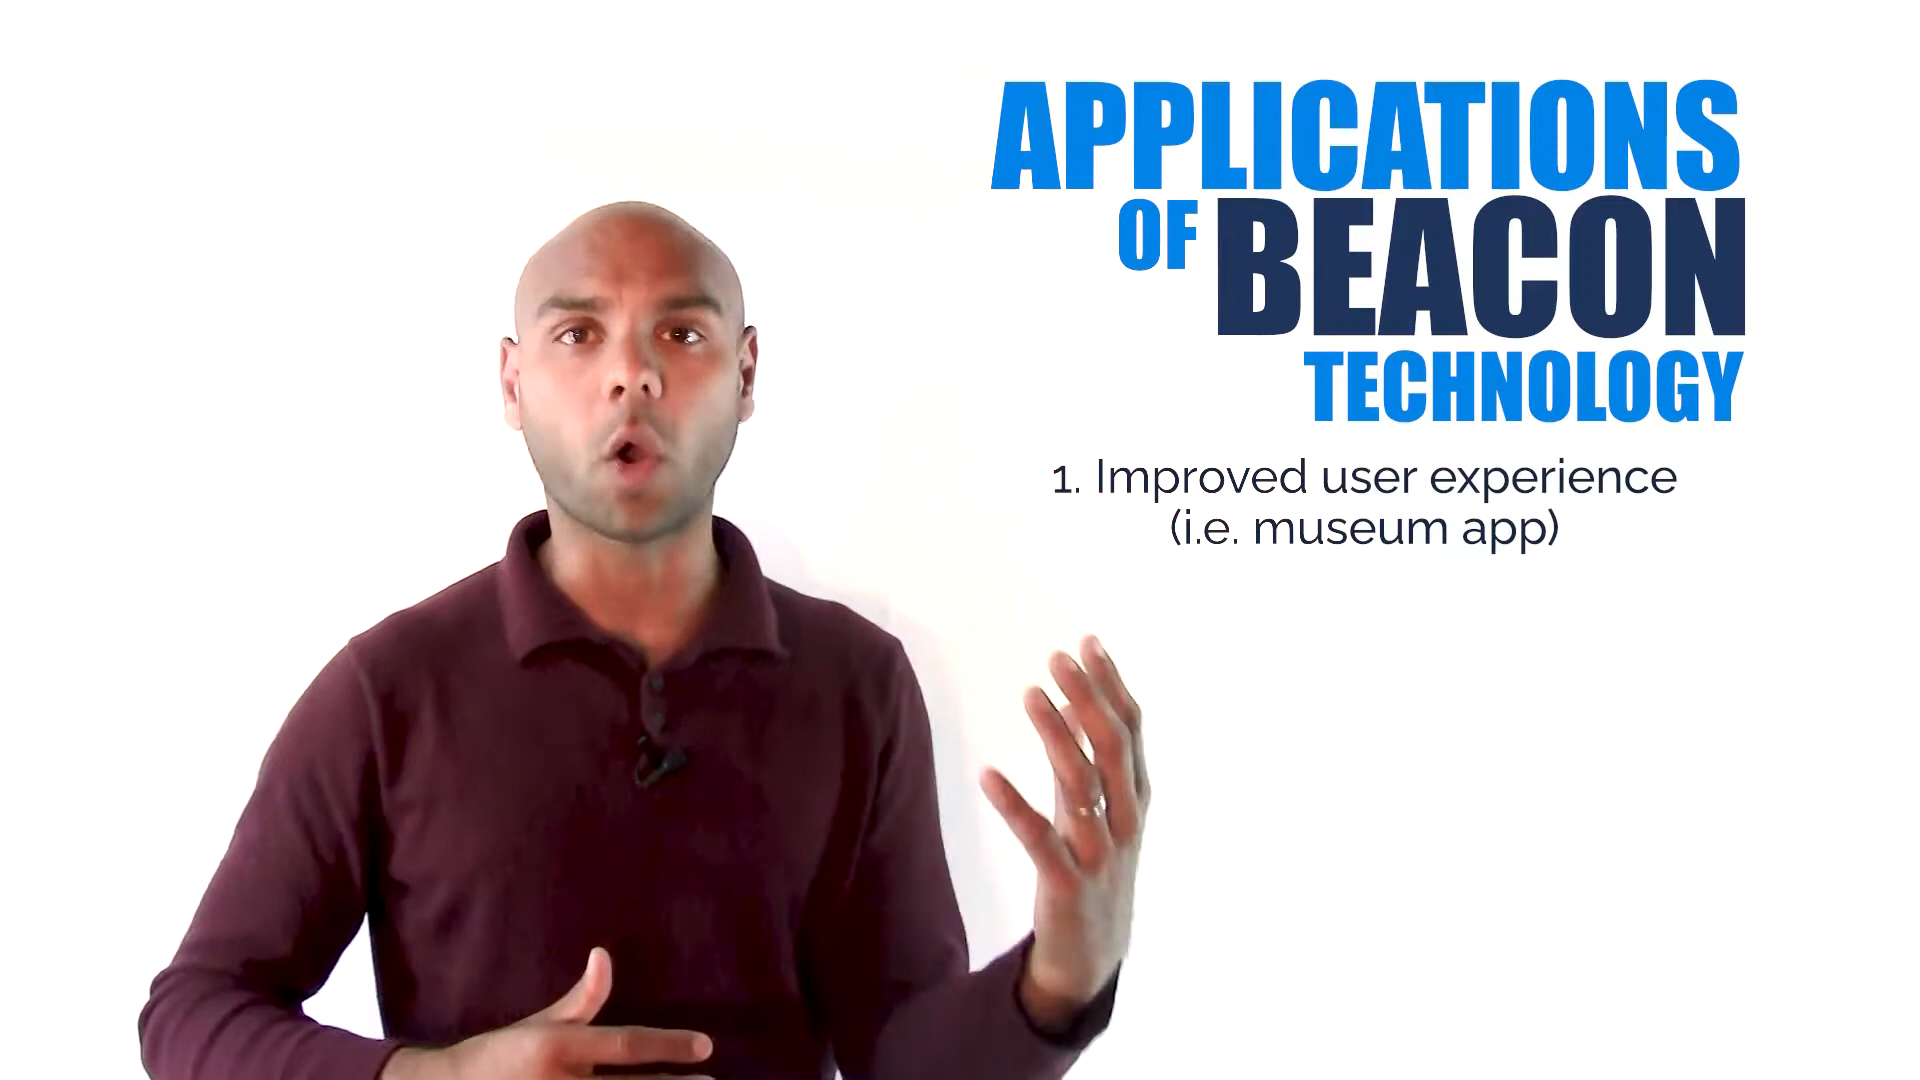 APPLICATIONS
OF BEACON
TECHNOLOGY
1. Improved user experience
(i.e. museum app)